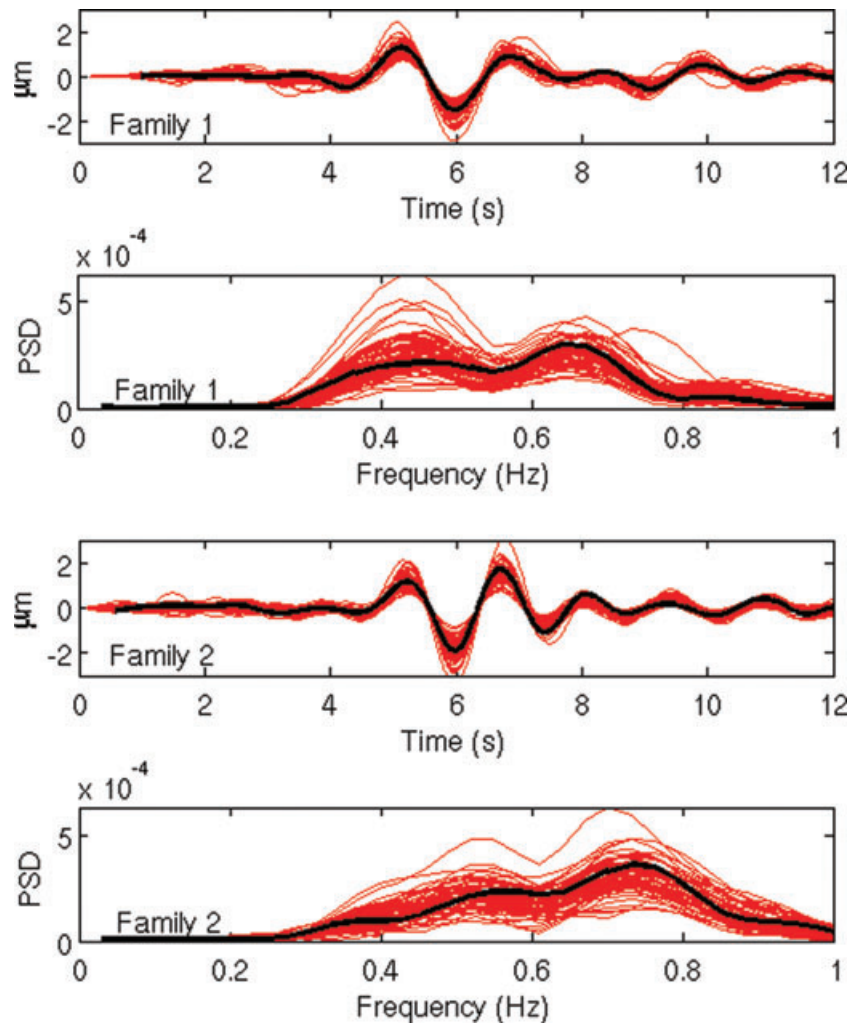 2
0
-2
μm
Family 1
0 2 4 6 8 10 12
Time (s)
x 10⁻⁴
5
0
PSD
Family 1
0 0.2 0.4 0.6 0.8 1
Frequency (Hz)
2
0
-2
μm
Family 2
0 2 4 6 8 10 12
Time (s)
x 10⁻⁴
5
0
PSD
Family 2
0 0.2 0.4 0.6 0.8 1
Frequency (Hz)